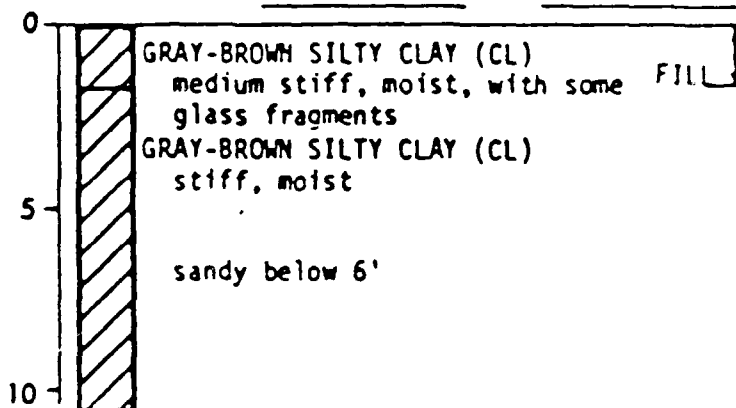 0
GRAY-BROWN SILTY CLAY (CL)
medium stiff, moist, with some FILL
glass fragments
GRAY-BROWN SILTY CLAY (CL)
stiff, moist
5
sandy below 6'
10